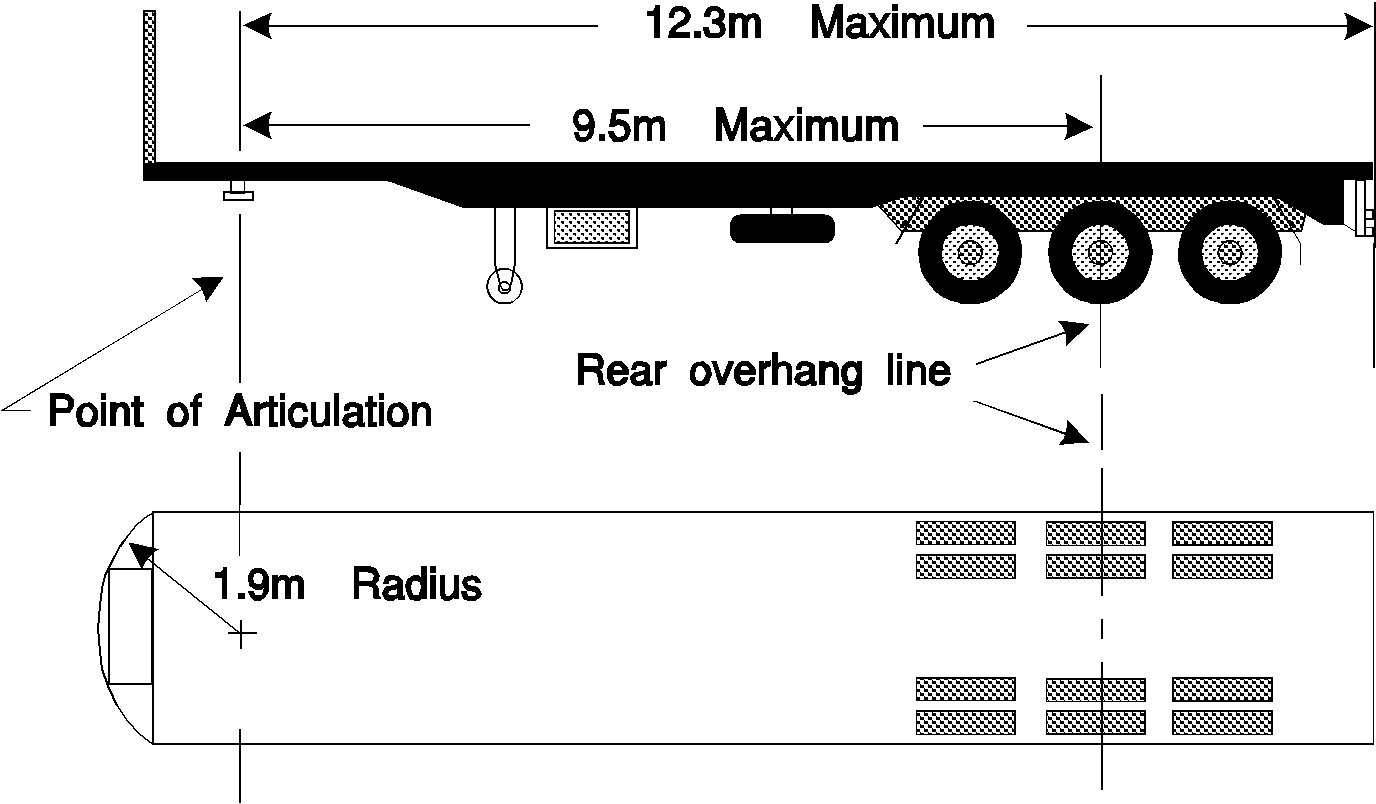 12.3m Maximum
9.5m Maximum
Rear overhang line
Point of Articulation
1.9m Radius